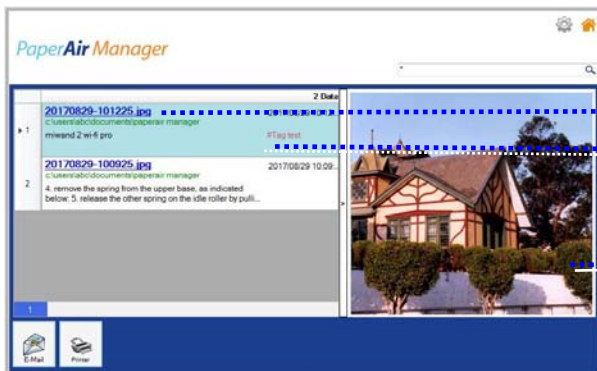 PaperAir Manager
2 Data
1
20170829-101225.jpg
c:\users\abc\documents\paperair manager
miwand 2 wi-fi pro
#Tag test
2
20170829-100925.jpg
2017/08/29 10:09:..
c:\users\abc\documents\paperair manager
4. remove the spring from the upper base, as indicated
below: 5. release the other spring on the idle roller by pulli...
>
1
E-Mail
Printer